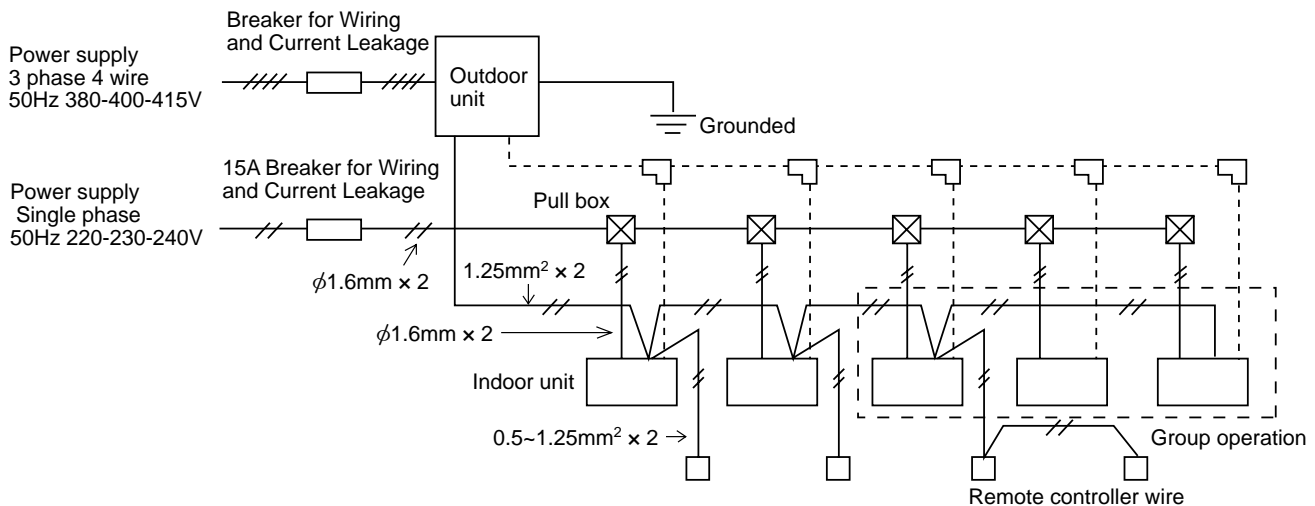 Breaker for Wiring
and Current Leakage
Power supply
3 phase 4 wire
50Hz 380-400-415V
Outdoor
unit
Grounded
15A Breaker for Wiring
and Current Leakage
Power supply
Single phase
50Hz 220-230-240V
Pull box
ϕ1.6mm × 2
1.25mm² × 2
ϕ1.6mm × 2
Indoor unit
0.5~1.25mm² × 2
Group operation
Remote controller wire